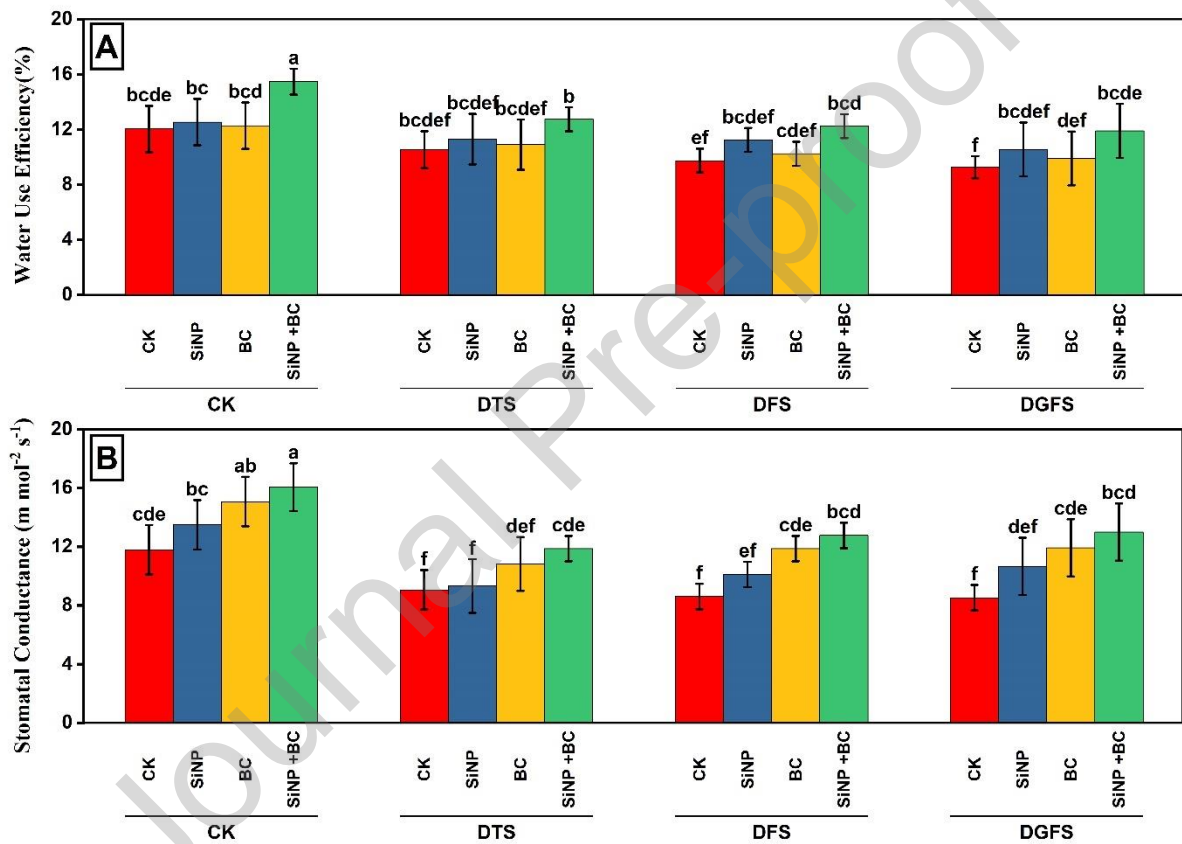 A
Water Use Efficiency(%)
20
16
12
8
4
0
bcde bc bcd a
bcdef bcdef bcdef b
ef bcdef cdef bcd
f bcdef def bcde
CK SiNP BC SiNP +BC CK SiNP BC SiNP +BC CK SiNP BC SiNP +BC CK SiNP BC SiNP +BC
CK DTS DFS DGFS
B
Stomatal Conductance (m mol⁻² s⁻¹)
20
16
12
8
4
0
cde bc ab a
f f def cde
f ef cde bcd
f def cde bcd
CK SiNP BC SiNP +BC CK SiNP BC SiNP +BC CK SiNP BC SiNP +BC CK SiNP BC SiNP +BC
CK DTS DFS DGFS
Journal Pre-proof